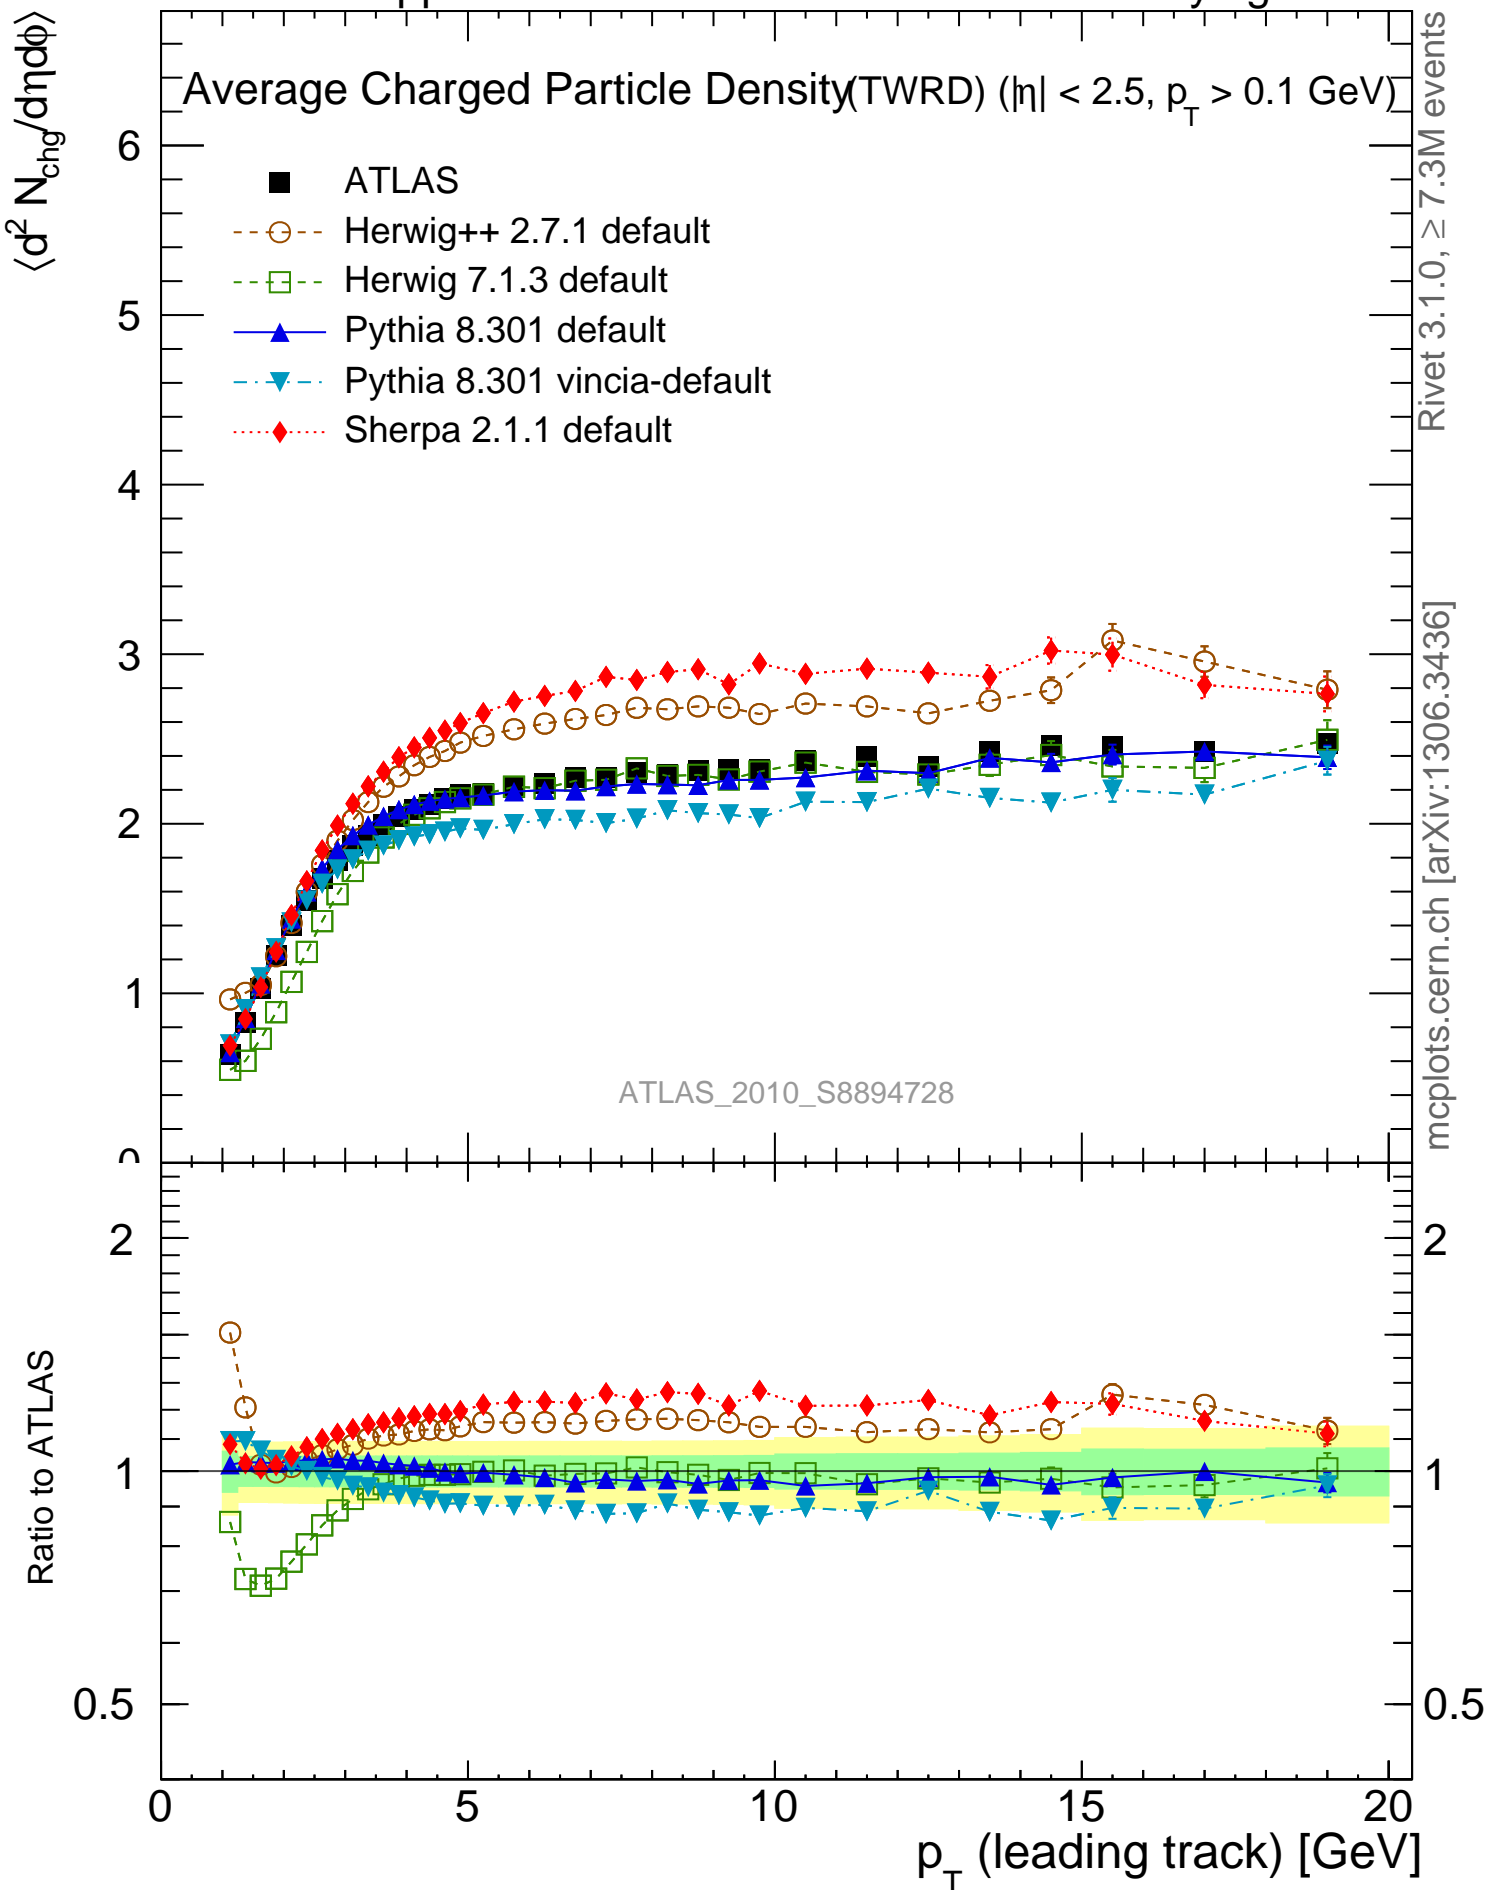 Average Charged Particle Density(TWRD) (|η| < 2.5, p_T > 0.1 GeV)
⟨d² N_chg/dηdϕ⟩
ATLAS
Herwig++ 2.7.1 default
Herwig 7.1.3 default
Pythia 8.301 default
Pythia 8.301 vincia-default
Sherpa 2.1.1 default
6
5
4
3
2
1
0
ATLAS_2010_S8894728
Rivet 3.1.0, ≥ 7.3M events
mcplots.cern.ch [arXiv:1306.3436]
Ratio to ATLAS
2 2
1 1
0.5 0.5
0 5 10 15 20
p_T (leading track) [GeV]